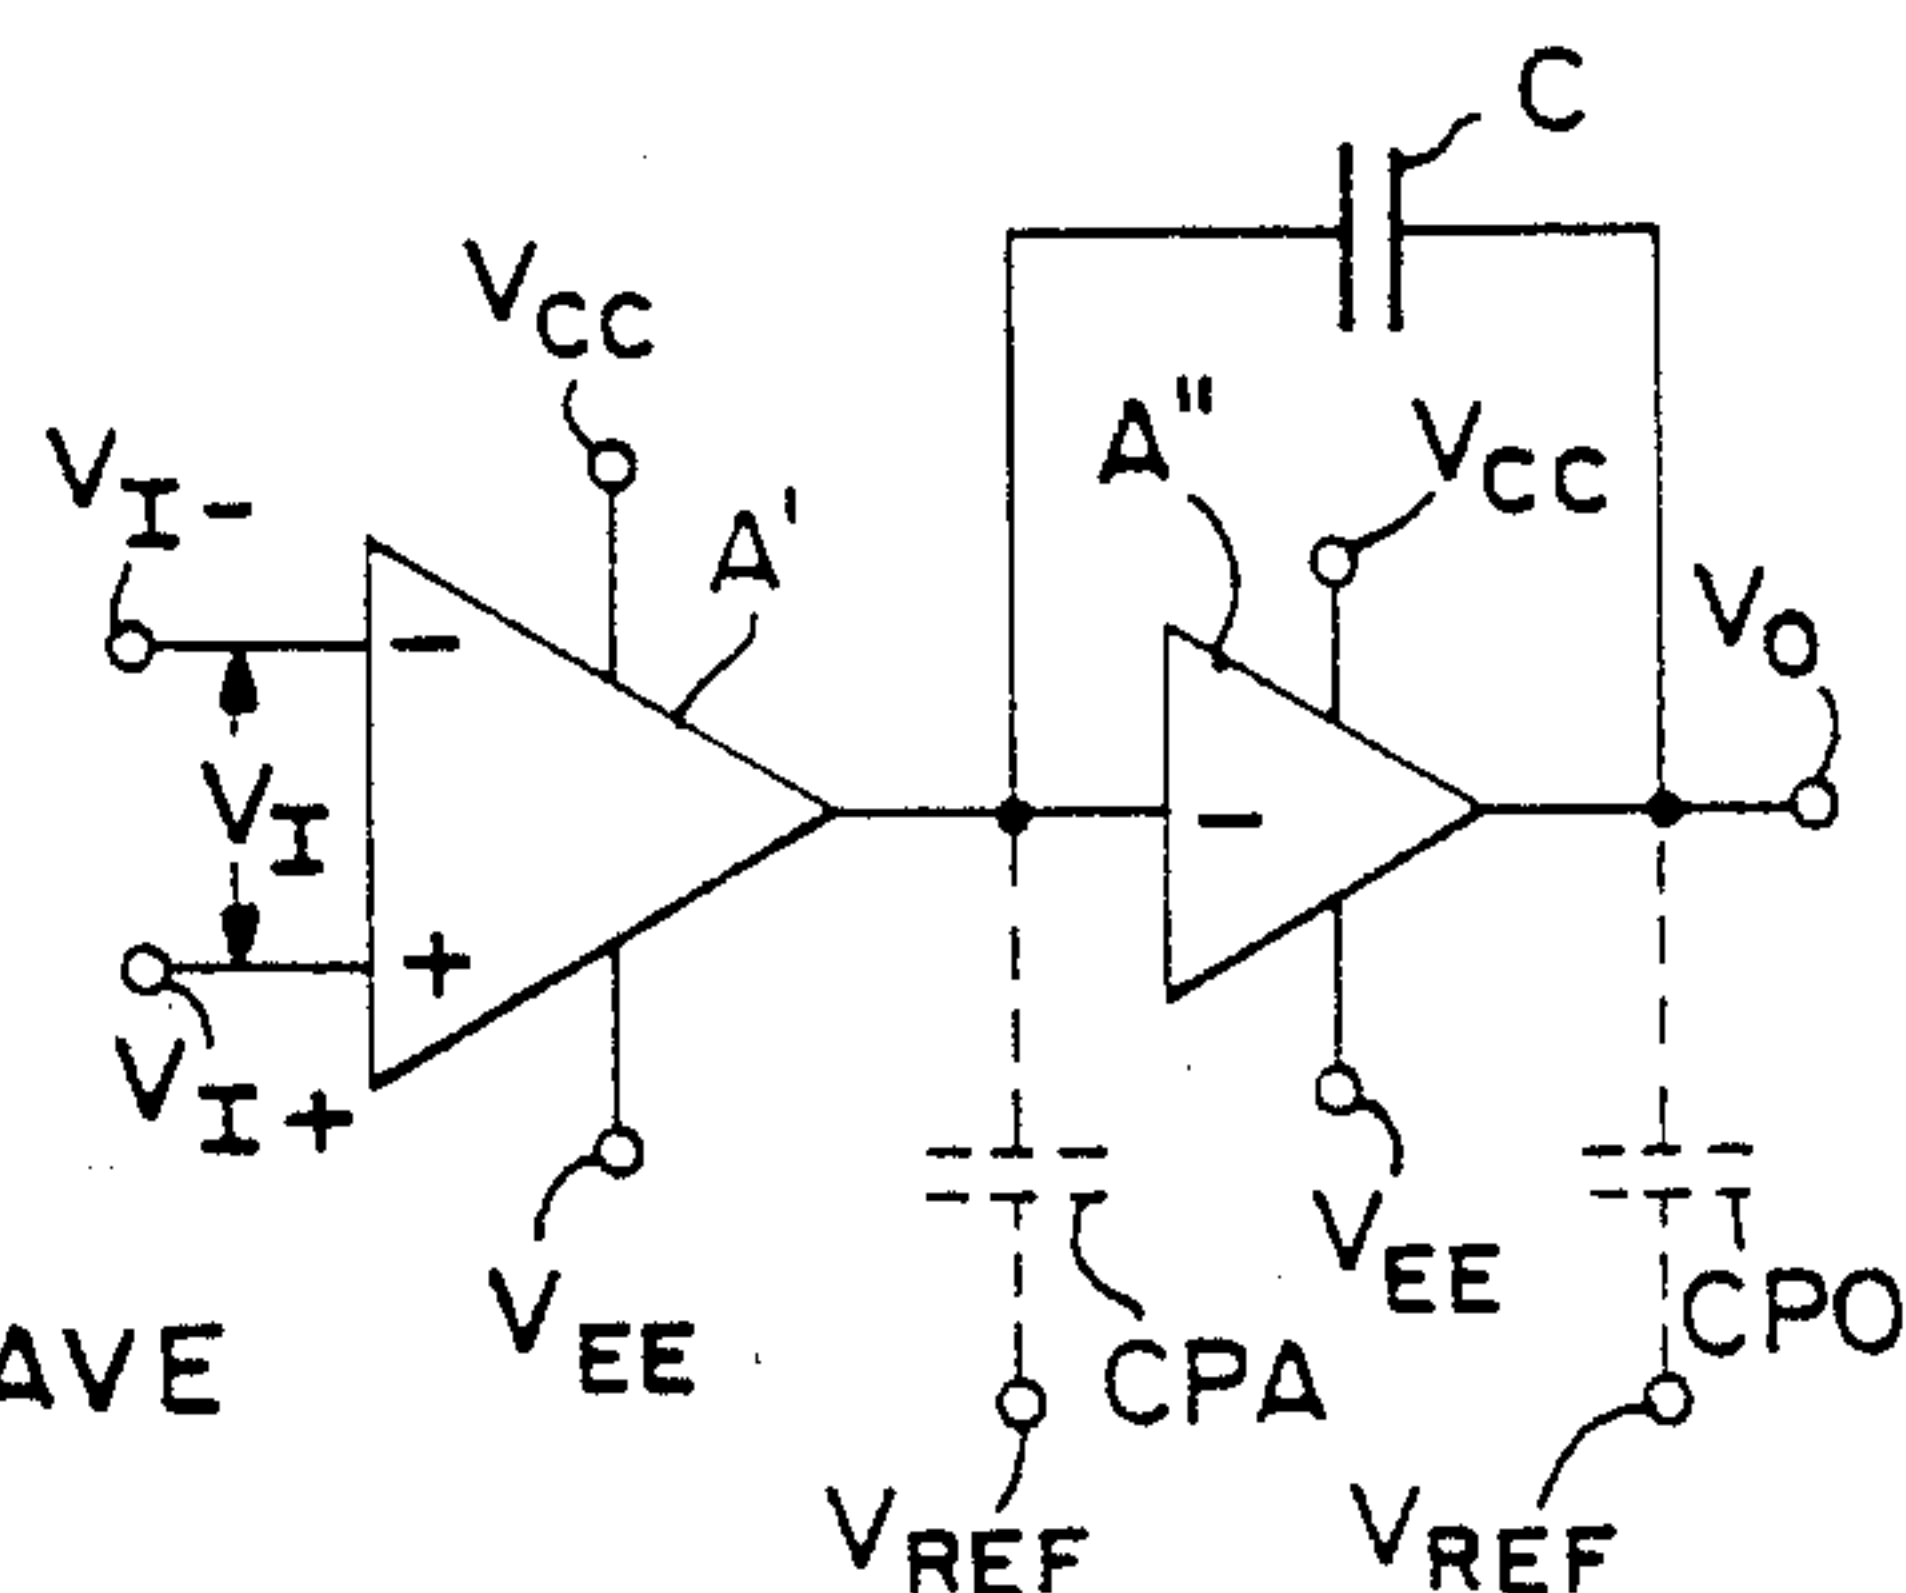 C
VCC
A"
VCC
VI-
A'
VO
-
VI
-
+
VI+
VEE
VEE
CPO
AVE
CPA
VREF
VREF